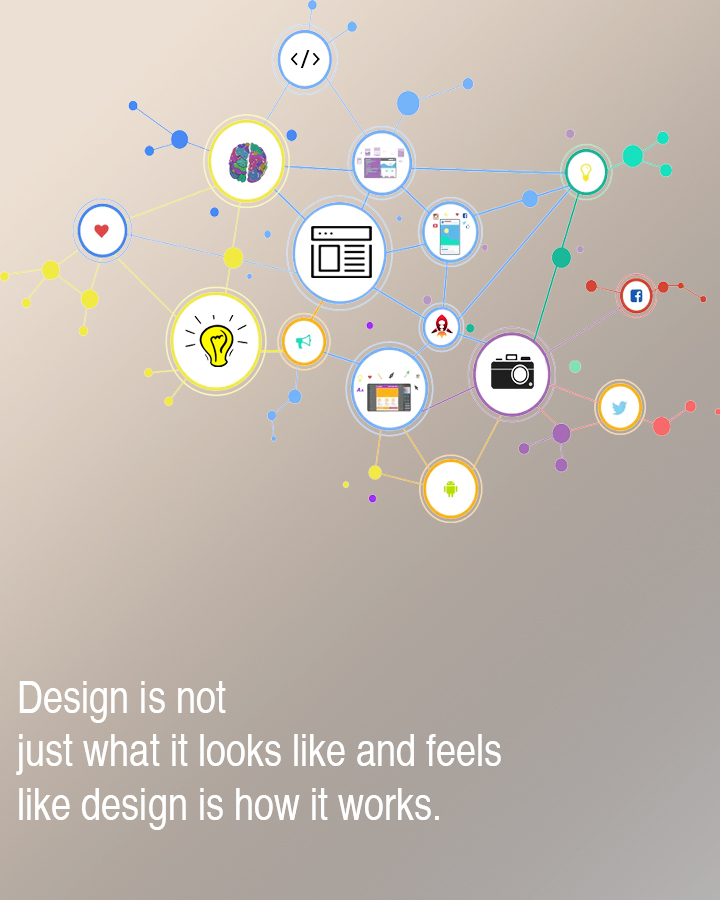 </>
Design is not
just what it looks like and feels
like design is how it works.